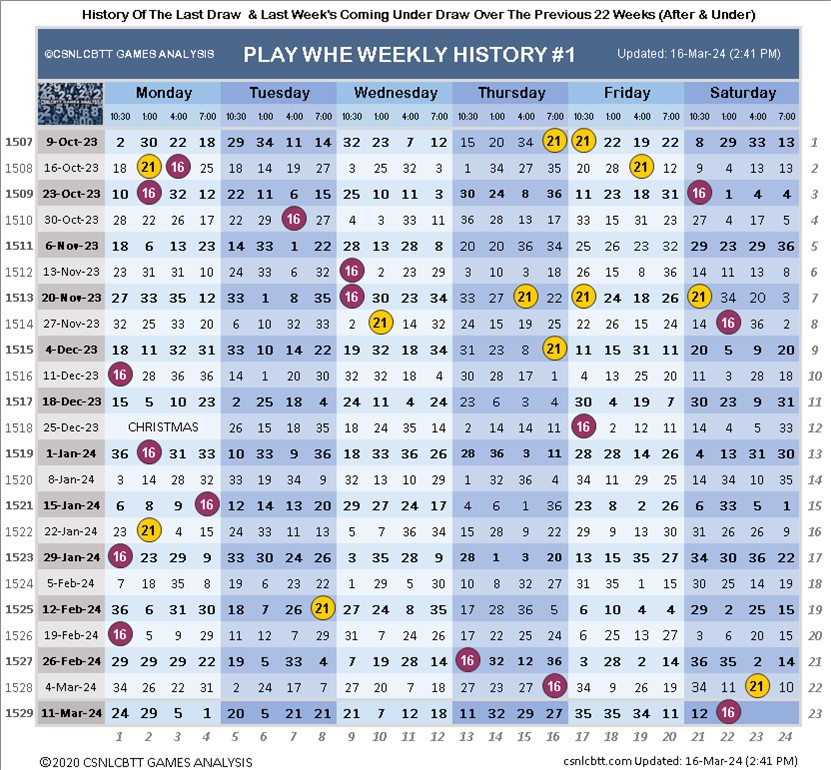 History Of The Last Draw & Last Week's Coming Under Draw Over The Previous 22 Weeks (After & Under)
©CSNLCBTT GAMES ANALYSIS PLAY WHE WEEKLY HISTORY #1 Updated: 16-Mar-24 (2:41 PM)
Monday Tuesday Wednesday Thursday Friday Saturday
10:30 1:00 4:00 7:00 10:30 1:00 4:00 7:00 10:30 1:00 4:00 7:00 10:30 1:00 4:00 7:00 10:30 1:00 4:00 7:00 10:30 1:00 4:00 7:00
1507 9-Oct-23 2 30 22 18 29 34 11 14 32 23 7 12 15 20 34 21 21 22 19 22 8 29 33 13 1
1508 16-Oct-23 18 21 16 25 18 14 19 27 3 25 32 3 1 34 27 35 20 28 21 12 9 4 13 13 2
1509 23-Oct-23 10 16 32 12 22 11 6 15 25 10 11 3 30 24 8 36 11 23 18 31 16 1 4 4 3
1510 30-Oct-23 28 22 26 17 22 29 16 27 4 3 33 11 36 28 13 17 33 15 31 23 27 4 17 5 4
1511 6-Nov-23 18 6 13 23 14 33 1 22 28 13 28 8 20 20 36 34 25 26 23 32 29 23 29 36 5
1512 13-Nov-23 23 31 31 10 24 33 6 32 16 2 23 29 3 10 3 18 26 15 8 36 14 11 13 8 6
1513 20-Nov-23 27 33 35 12 33 1 8 35 16 30 23 34 33 27 21 22 21 24 18 26 21 34 20 3 7
1514 27-Nov-23 32 25 33 20 6 10 32 33 2 21 14 32 24 15 19 25 22 26 15 24 14 16 36 2 8
1515 4-Dec-23 18 11 32 31 33 10 14 22 19 32 18 34 31 23 8 21 11 15 31 11 20 5 9 20 9
1516 11-Dec-23 16 28 36 36 14 1 20 30 32 32 18 4 30 28 17 1 4 13 25 20 11 3 28 18 10
1517 18-Dec-23 15 5 10 23 2 25 18 4 24 11 4 24 23 6 3 4 30 4 19 7 30 23 9 31 11
1518 25-Dec-23 CHRISTMAS 26 15 18 35 18 24 35 14 2 14 14 11 16 2 12 12 14 4 5 33 12
1519 1-Jan-24 36 16 31 33 10 33 9 36 18 33 36 26 28 36 3 11 28 28 14 26 4 13 31 30 13
1520 8-Jan-24 3 14 28 32 33 19 34 9 32 13 10 29 1 32 36 4 34 11 29 25 14 34 10 34 14
1521 15-Jan-24 6 8 9 16 12 14 13 20 29 27 24 17 4 6 1 36 23 8 2 26 6 33 5 1 15
1522 22-Jan-24 23 21 4 15 24 33 13 11 5 7 36 34 15 28 9 22 29 9 13 30 31 26 26 9 16
1523 29-Jan-24 16 23 29 9 33 30 24 26 3 35 28 9 28 1 3 10 13 15 35 27 34 30 36 22 17
1524 5-Feb-24 7 18 35 8 19 6 23 22 1 29 5 30 10 8 32 27 31 35 1 15 30 25 14 19 18
1525 12-Feb-24 36 6 31 30 18 7 26 21 27 24 8 35 17 28 36 5 6 10 4 4 29 2 25 15 19
1526 19-Feb-24 16 5 9 29 11 12 7 29 31 7 24 26 17 22 25 24 6 25 13 27 3 6 20 15 20
1527 26-Feb-24 29 29 29 22 19 5 33 4 7 19 28 14 16 32 12 36 3 28 2 14 36 35 2 14 21
1528 4-Mar-24 34 26 22 31 2 24 17 7 27 20 7 18 27 23 27 16 34 9 26 19 34 11 21 10 22
1529 11-Mar-24 24 29 5 1 20 5 21 21 21 7 12 18 11 32 29 27 35 35 34 11 12 16 23
1 2 3 4 5 6 7 8 9 10 11 12 13 14 15 16 17 18 19 20 21 22 23 24
©2020 CSNLCBTT GAMES ANALYSIS csnlcbtt.com Updated: 16-Mar-24 (2:41 PM)